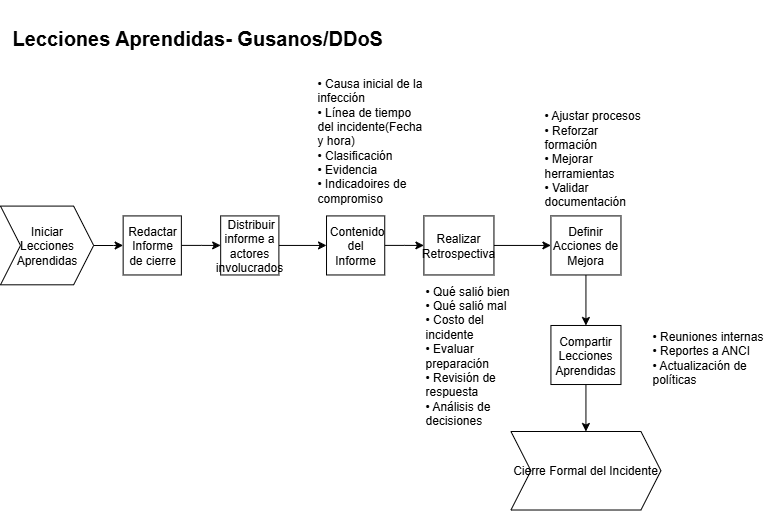 Lecciones Aprendidas- Gusanos/DDoS
• Causa inicial de la
infección
• Línea de tiempo
del incidente(Fecha
y hora)
• Clasificación
• Evidencia
• Indicadoires de
compromiso
• Ajustar procesos
• Reforzar
formación
• Mejorar
herramientas
• Validar
documentación
Iniciar
Lecciones
Aprendidas
Redactar
Informe
de cierre
Distribuir
informe a
actores
involucrados
Contenido
del
Informe
Realizar
Retrospectiva
Definir
Acciones de
Mejora
• Qué salió bien
• Qué salió mal
• Costo del
incidente
• Evaluar
preparación
• Revisión de
respuesta
• Análisis de
decisiones
Compartir
Lecciones
Aprendidas
• Reuniones internas
• Reportes a ANCI
• Actualización de
políticas
Cierre Formal del Incidente